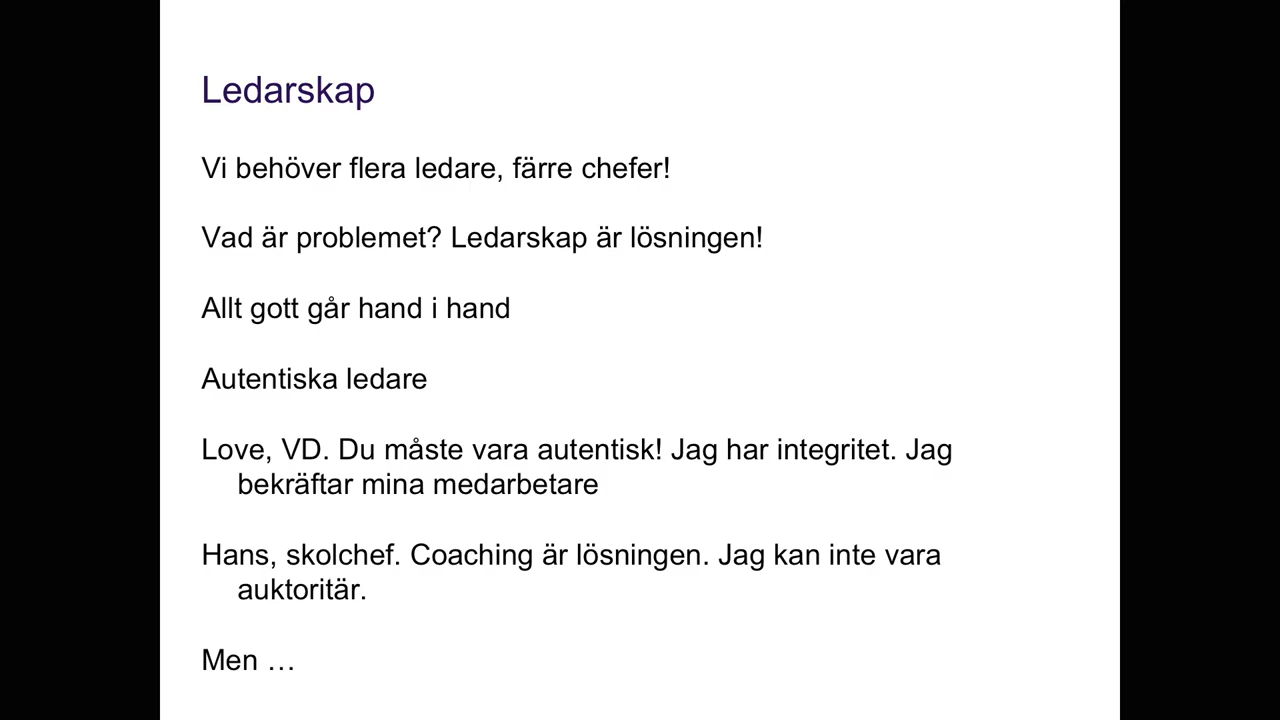 Ledarskap
Vi behöver flera ledare, färre chefer!
Vad är problemet? Ledarskap är lösningen!
Allt gott går hand i hand
Autentiska ledare
Love, VD. Du måste vara autentisk! Jag har integritet. Jag
bekräftar mina medarbetare
Hans, skolchef. Coaching är lösningen. Jag kan inte vara
auktoritär.
Men …